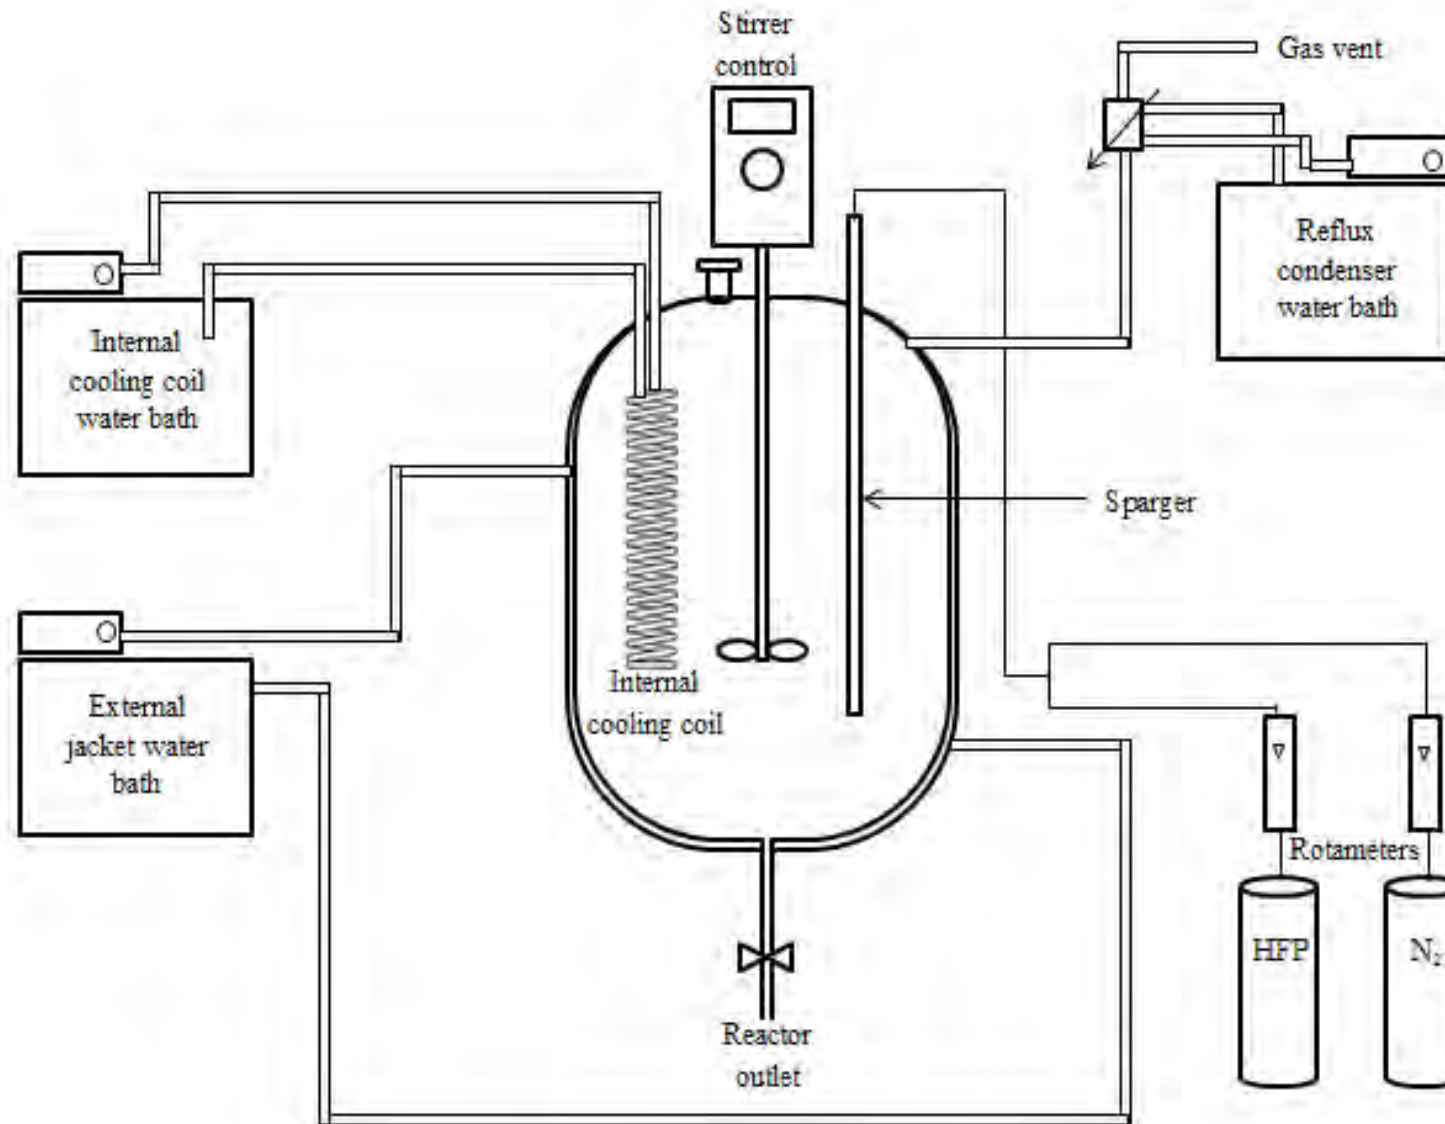 Stirrer
control
Gas vent
Reflux
condenser
water bath
Internal
cooling coil
water bath
Sparger
Internal
cooling coil
External
jacket water
bath
Rotameters
HFP
N₂
Reactor
outlet